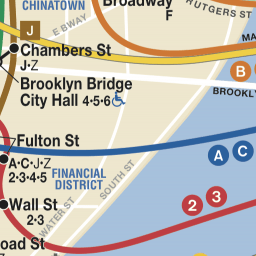 CHINATOWN
Broadway
F
RUTGERS ST
E BWAY
J
Chambers St
J·Z
MA
B
Brooklyn Bridge
City Hall 4·5·6
BROOKLY
Fulton St
A·C·J·Z
2·3·4·5
A C
FINANCIAL
DISTRICT
SOUTH ST
Wall St
2·3
2 3
WATER ST
oad St